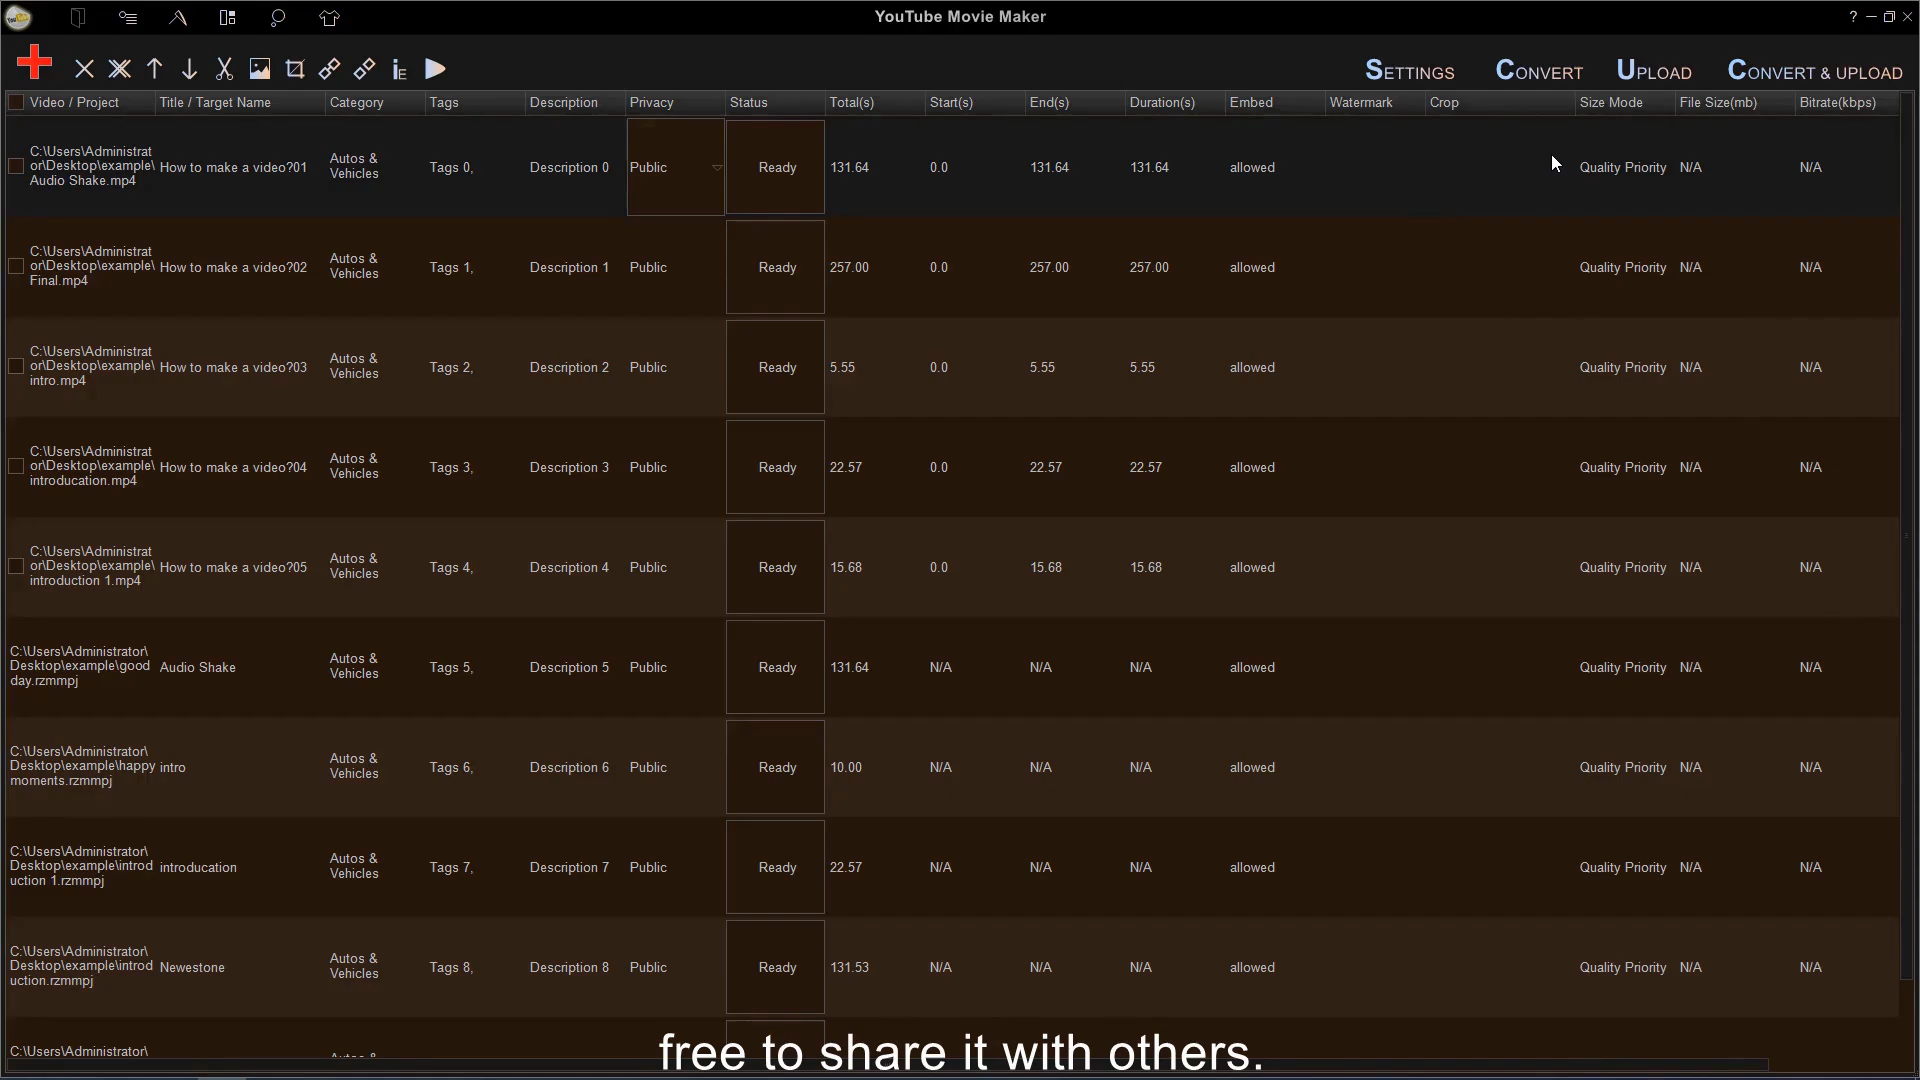 YouTube Movie Maker
?
SETTINGS CONVERT UPLOAD CONVERT & UPLOAD
Video / Project Title / Target Name Category Tags Description Privacy Status Total(s) Start(s) End(s) Duration(s) Embed Watermark Crop Size Mode File Size(mb) Bitrate(kbps)
C:\Users\Administrat
or\Desktop\example\
Audio Shake.mp4
How to make a video?01
Autos &
Vehicles
Tags 0, Description 0 Public Ready 131.64 0.0 131.64 131.64 allowed Quality Priority N/A N/A
C:\Users\Administrat
or\Desktop\example\
Final.mp4
How to make a video?02
Autos &
Vehicles
Tags 1, Description 1 Public Ready 257.00 0.0 257.00 257.00 allowed Quality Priority N/A N/A
C:\Users\Administrat
or\Desktop\example\
intro.mp4
How to make a video?03
Autos &
Vehicles
Tags 2, Description 2 Public Ready 5.55 0.0 5.55 5.55 allowed Quality Priority N/A N/A
C:\Users\Administrat
or\Desktop\example\
introducation.mp4
How to make a video?04
Autos &
Vehicles
Tags 3, Description 3 Public Ready 22.57 0.0 22.57 22.57 allowed Quality Priority N/A N/A
C:\Users\Administrat
or\Desktop\example\
introduction 1.mp4
How to make a video?05
Autos &
Vehicles
Tags 4, Description 4 Public Ready 15.68 0.0 15.68 15.68 allowed Quality Priority N/A N/A
C:\Users\Administrator\
Desktop\example\good
day.rzmmpj
Audio Shake
Autos &
Vehicles
Tags 5, Description 5 Public Ready 131.64 N/A N/A N/A allowed Quality Priority N/A N/A
C:\Users\Administrator\
Desktop\example\happy
moments.rzmmpj
intro
Autos &
Vehicles
Tags 6, Description 6 Public Ready 10.00 N/A N/A N/A allowed Quality Priority N/A N/A
C:\Users\Administrator\
Desktop\example\introd
uction 1.rzmmpj
introducation
Autos &
Vehicles
Tags 7, Description 7 Public Ready 22.57 N/A N/A N/A allowed Quality Priority N/A N/A
C:\Users\Administrator\
Desktop\example\introd
uction.rzmmpj
Newestone
Autos &
Vehicles
Tags 8, Description 8 Public Ready 131.53 N/A N/A N/A allowed Quality Priority N/A N/A
C:\Users\Administrator\
free to share it with others.